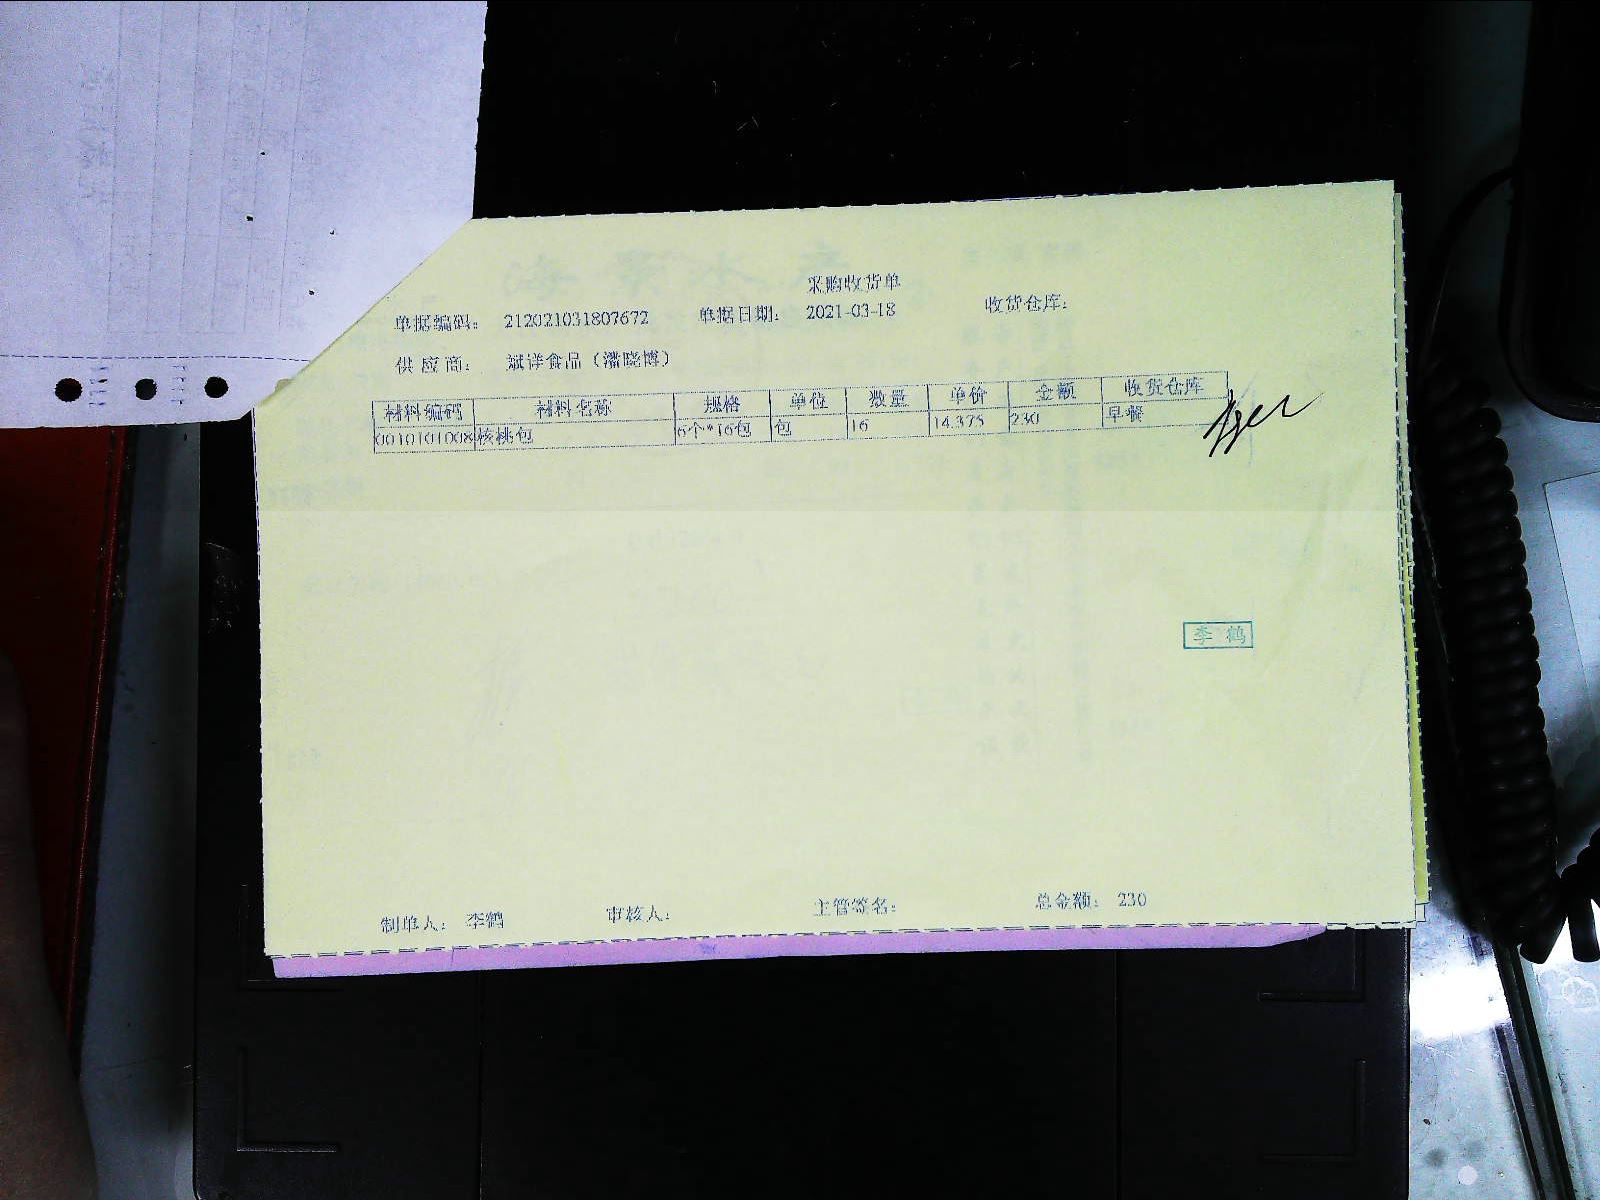 采购收货单
单据编码: 212021031807672 单据日期: 2021-03-18 收货仓库:
供应商: 斌洋食品(潘晓博)
材料编码 材料名称 规格 单位 数量 单价 金额 收货仓库
0010101008 核桃包 6个*16包 包 16 14.375 230 早餐
李鹤
制单人: 李鹤 审核人: 主管签名: 总金额: 230